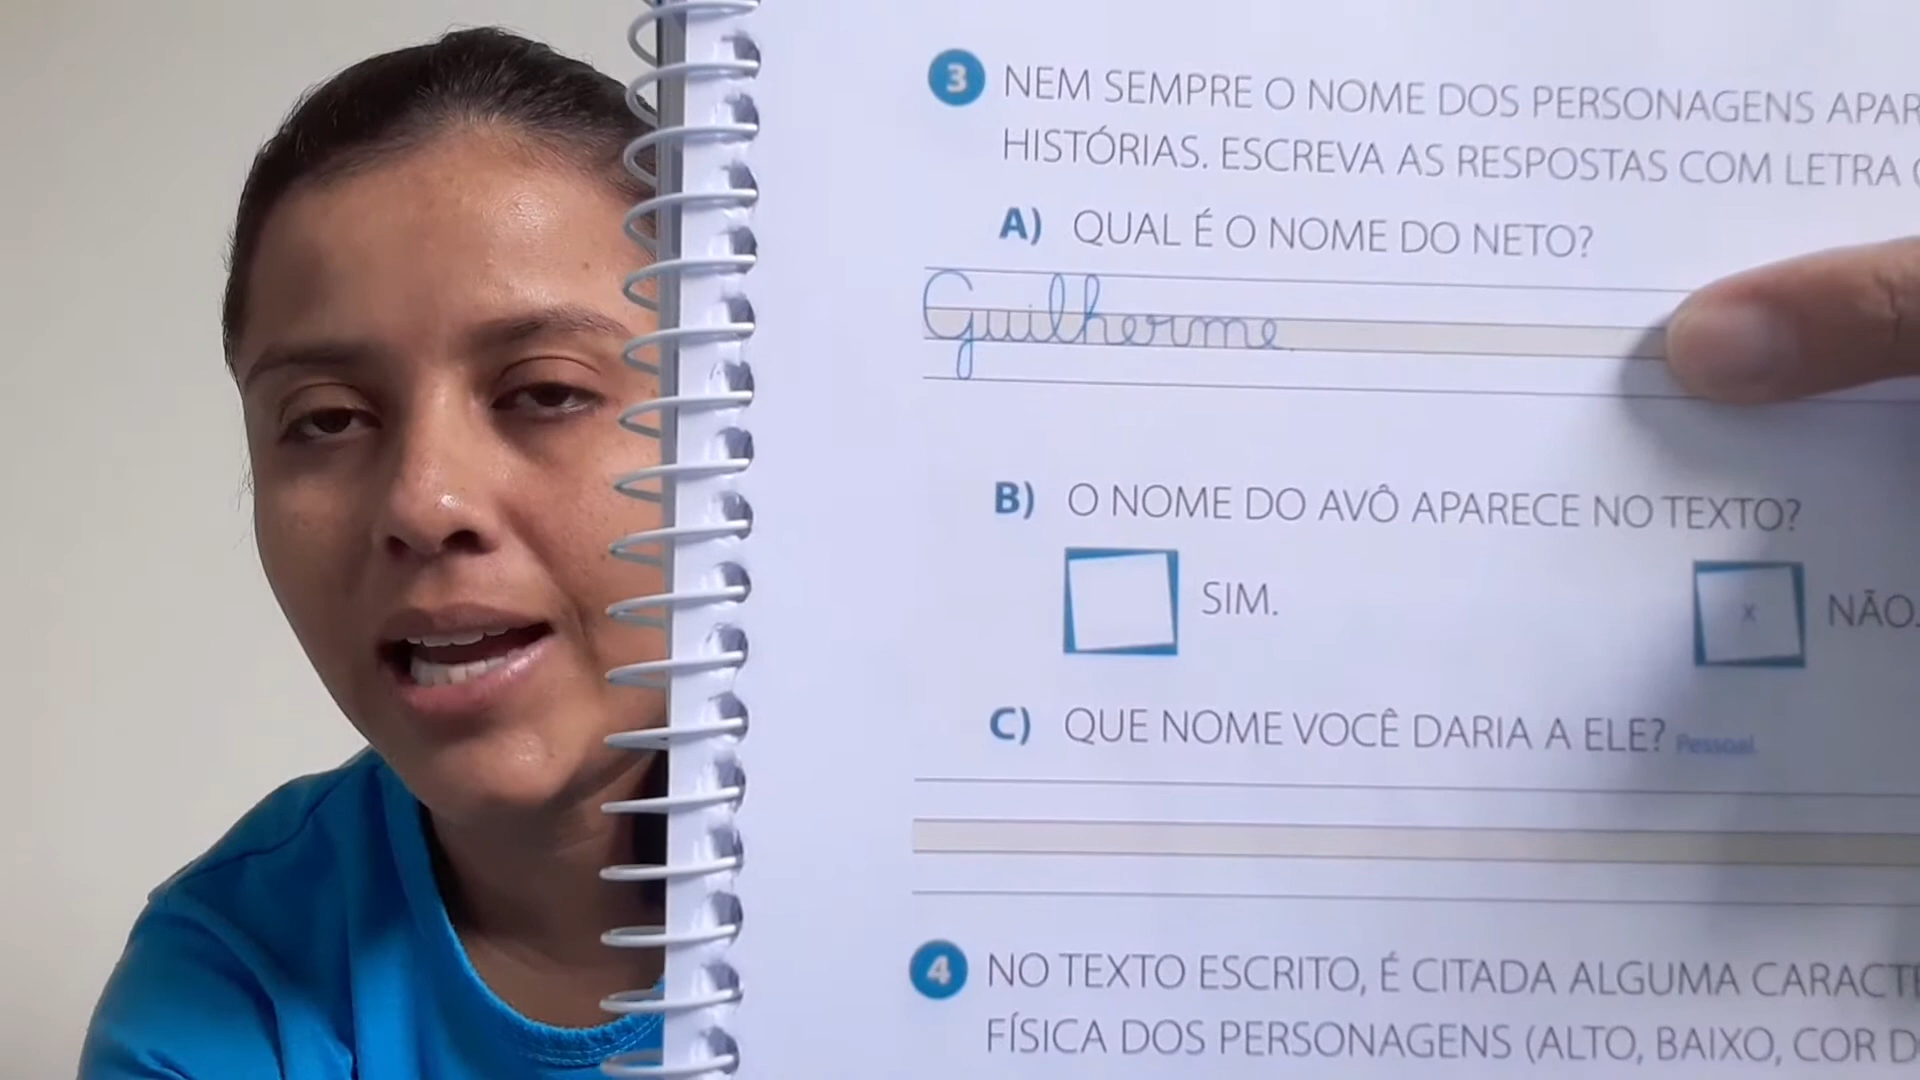 3 NEM SEMPRE O NOME DOS PERSONAGENS APAR
HISTÓRIAS. ESCREVA AS RESPOSTAS COM LETRA
A) QUAL É O NOME DO NETO?
Guilherme.
B) O NOME DO AVÔ APARECE NO TEXTO?
SIM.
x NÃO.
C) QUE NOME VOCÊ DARIA A ELE? Pessoal.
4 NO TEXTO ESCRITO, É CITADA ALGUMA CARACTE
FÍSICA DOS PERSONAGENS (ALTO, BAIXO, COR D